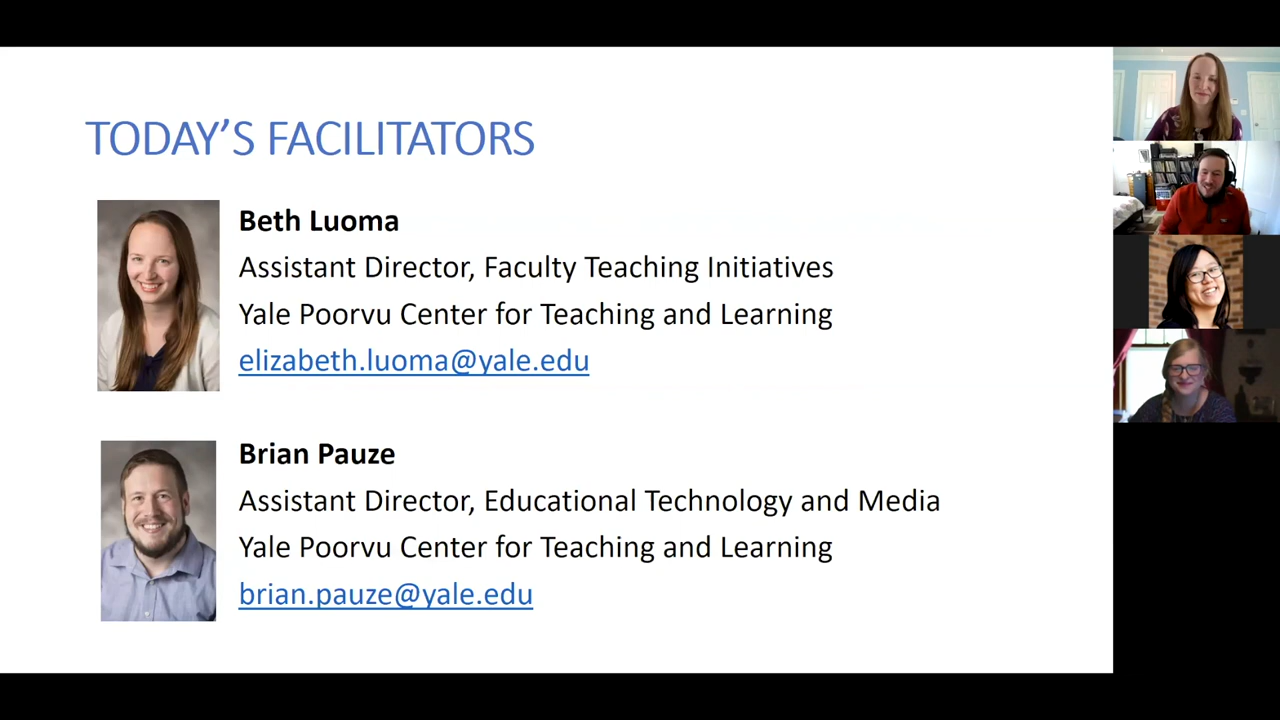 TODAY'S FACILITATORS
Beth Luoma
Assistant Director, Faculty Teaching Initiatives
Yale Poorvu Center for Teaching and Learning
elizabeth.luoma@yale.edu
Brian Pauze
Assistant Director, Educational Technology and Media
Yale Poorvu Center for Teaching and Learning
brian.pauze@yale.edu